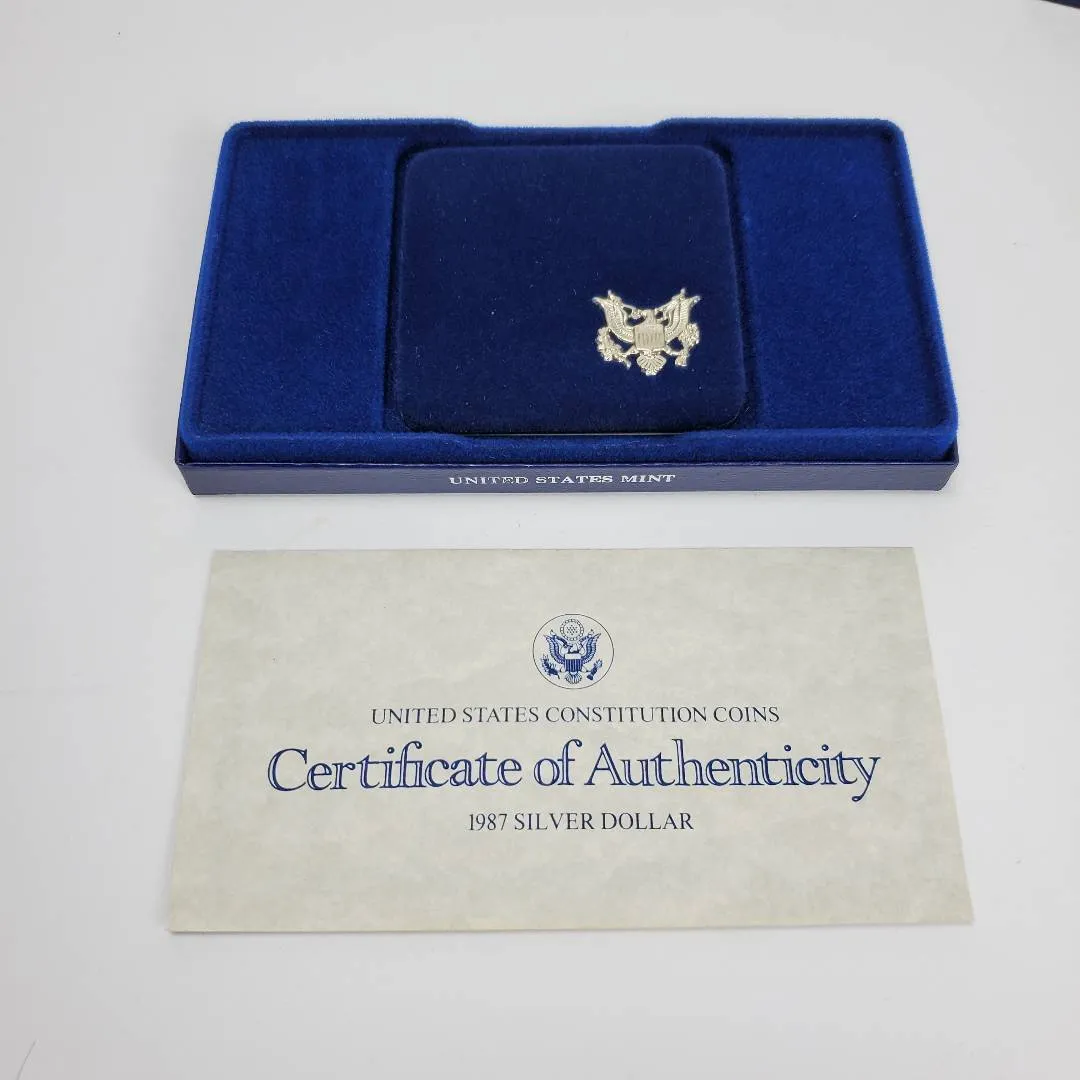 UNITED STATES MINT
UNITED STATES CONSTITUTION COINS
Certificate of Authenticity
1987 SILVER DOLLAR